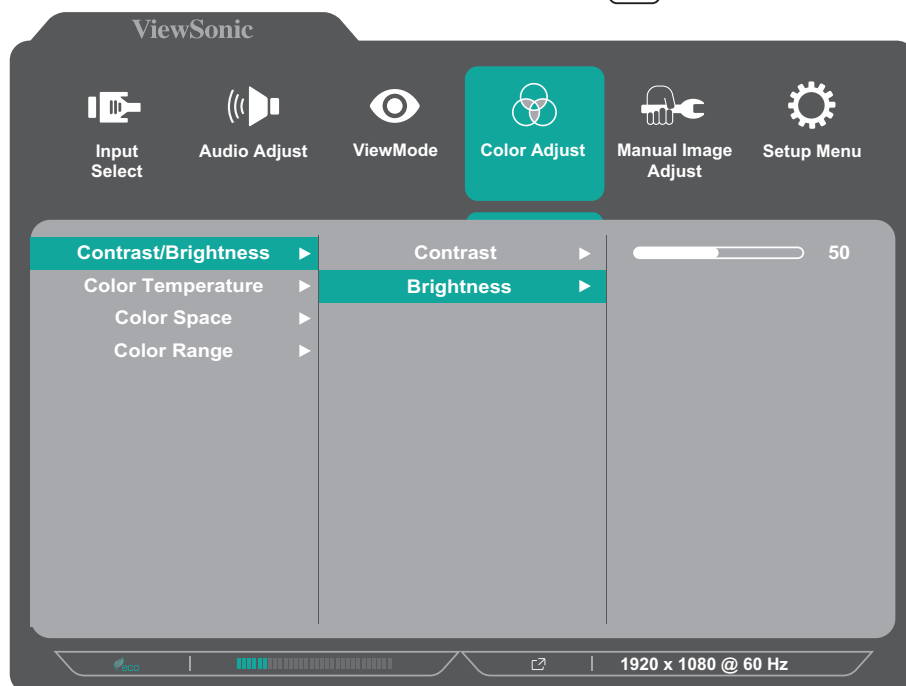 ViewSonic
Input
Select
Audio Adjust
ViewMode
Color Adjust
Manual Image
Adjust
Setup Menu
Contrast/Brightness
Contrast
50
Color Temperature
Brightness
Color Space
Color Range
eco
1920 x 1080 @ 60 Hz